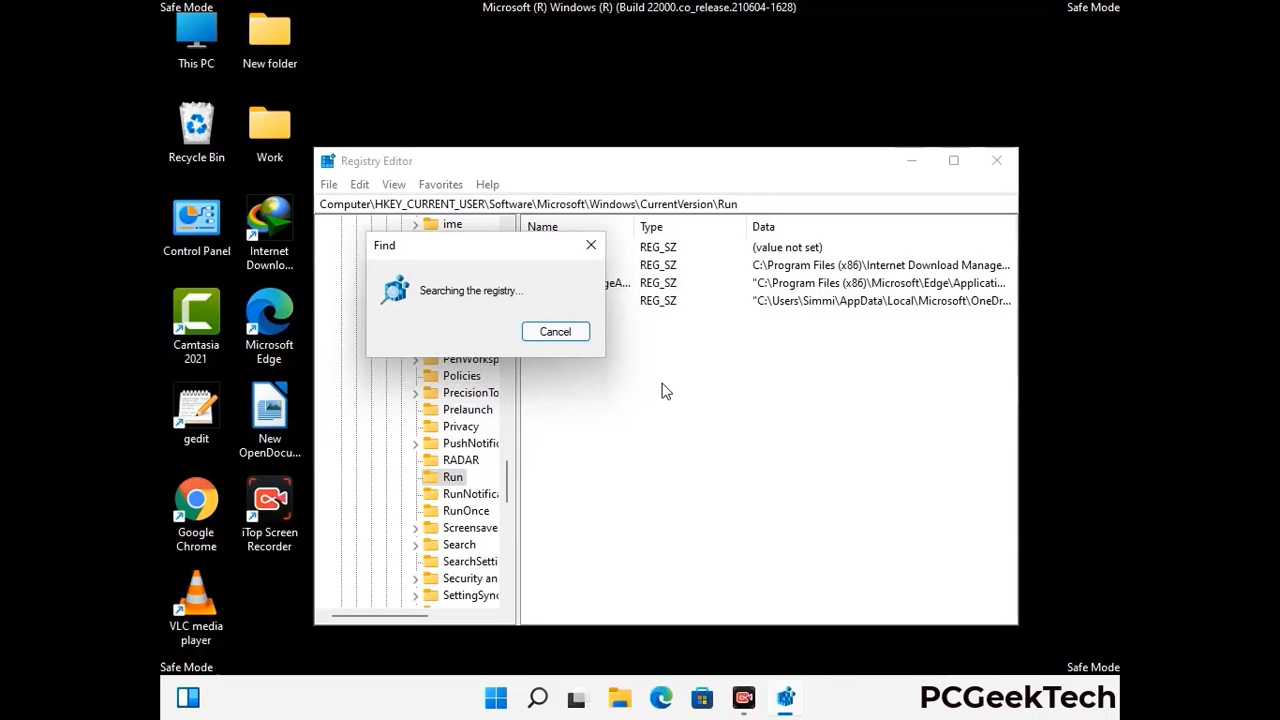 Safe Mode
Microsoft (R) Windows (R) (Build 22000.co_release.210604-1628)
Safe Mode
This PC
New folder
Recycle Bin
Work
Control Panel
Internet
Downlo...
Camtasia
2021
Microsoft
Edge
gedit
New
OpenDocu...
Google
Chrome
iTop Screen
Recorder
VLC media
player
Registry Editor
File Edit View Favorites Help
Computer\HKEY_CURRENT_USER\Software\Microsoft\Windows\CurrentVersion\Run
ime
PenWorksp
Policies
PrecisionTo
Prelaunch
Privacy
PushNotific
RADAR
Run
RunNotifica
RunOnce
Screensave
Search
SearchSetti
Security an
SettingSync
Name Type Data
REG_SZ (value not set)
REG_SZ C:\Program Files (x86)\Internet Download Manage...
geA... REG_SZ "C:\Program Files (x86)\Microsoft\Edge\Applicati...
REG_SZ "C:\Users\Simmi\AppData\Local\Microsoft\OneDr...
Find
Searching the registry...
Cancel
Safe Mode
Safe Mode
PCGeekTech